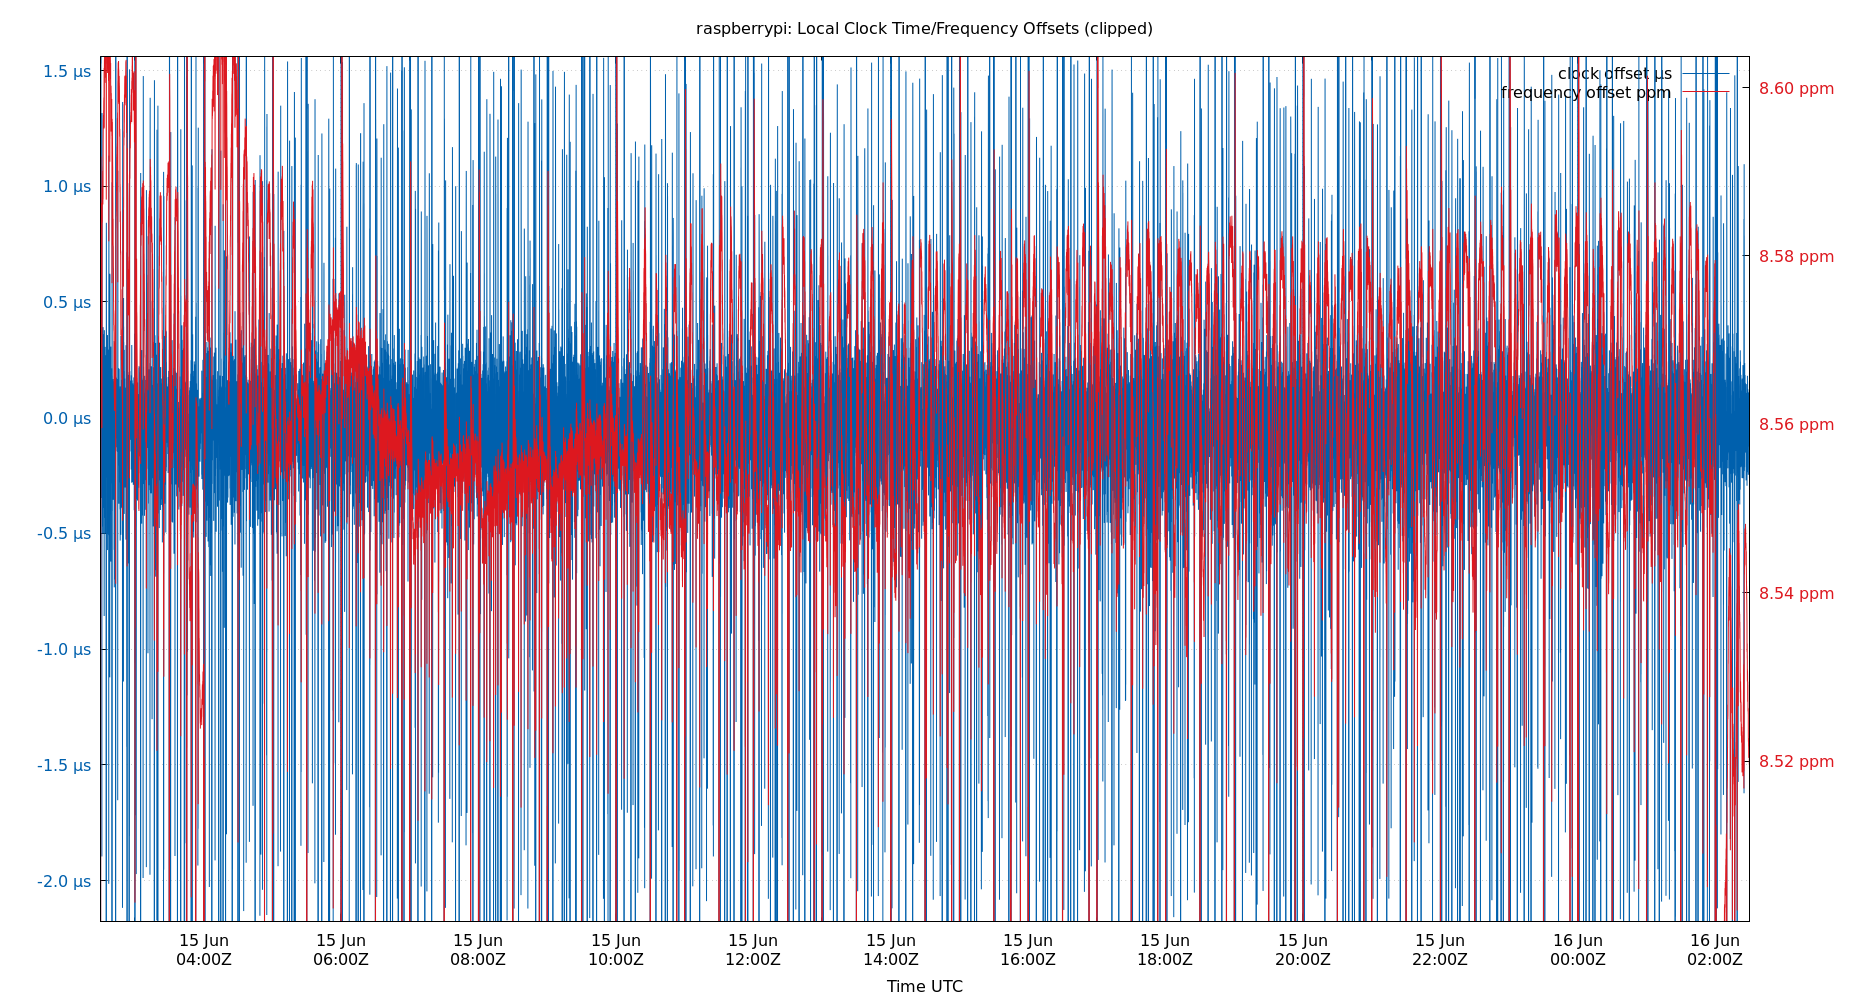 raspberrypi: Local Clock Time/Frequency Offsets (clipped)
clock offset µs
frequency offset ppm
1.5 µs
1.0 µs
0.5 µs
0.0 µs
-0.5 µs
-1.0 µs
-1.5 µs
-2.0 µs
8.60 ppm
8.58 ppm
8.56 ppm
8.54 ppm
8.52 ppm
15 Jun 15 Jun 15 Jun 15 Jun 15 Jun 15 Jun 15 Jun 15 Jun 15 Jun 15 Jun 16 Jun 16 Jun
04:00Z 06:00Z 08:00Z 10:00Z 12:00Z 14:00Z 16:00Z 18:00Z 20:00Z 22:00Z 00:00Z 02:00Z
Time UTC